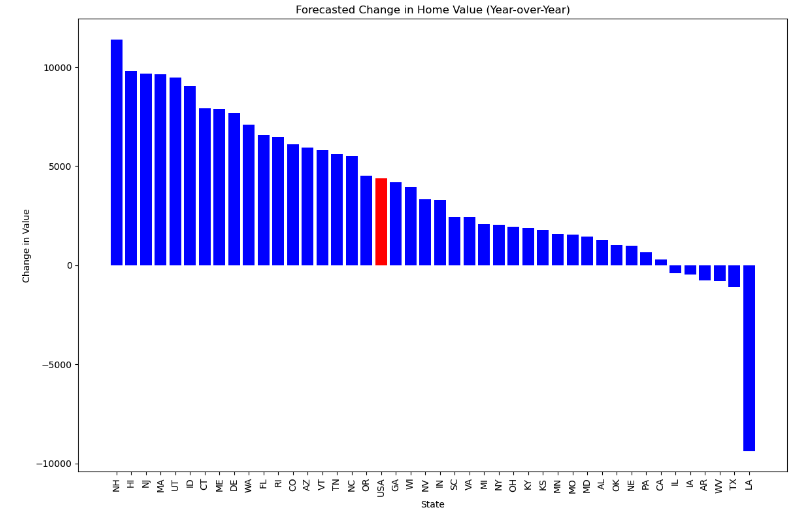 Forecasted Change in Home Value (Year-over-Year)
Change in Value
10000
5000
0
−5000
−10000
NH HI NJ MA UT ID CT ME DE WA FL RI CO AZ VT TN NC OR USA GA WI NV IN SC VA MI NY OH KY KS MN MO MD AL OK NE PA CA IL IA AR WV TX LA
State